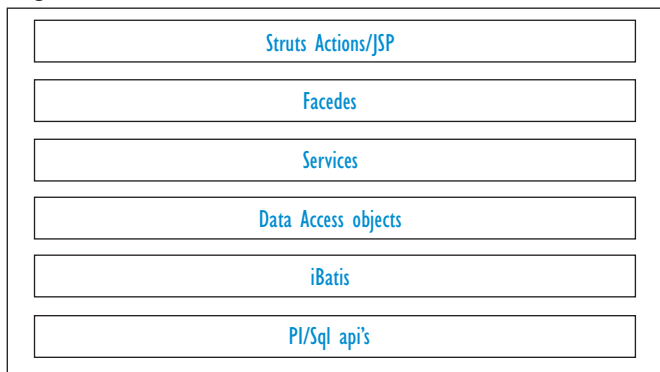 Struts Actions/JSP
Facedes
Services
Data Access objects
iBatis
Pl/Sql api's